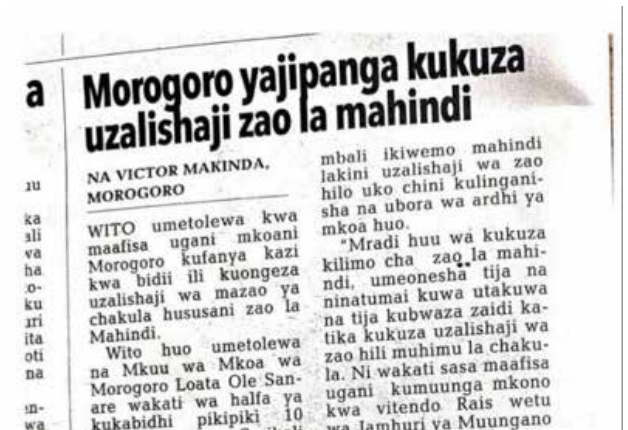 a
Morogoro yajipanga kukuza
uzalishaji zao la mahindi
NA VICTOR MAKINDA,
MOROGORO
WITO umetolewa kwa
maafisa ugani mkoani
Morogoro kufanya kazi
kwa bidii ili kuongeza
uzalishaji wa mazao ya
chakula hususani zao la
Mahindi.
Wito huo umetolewa
na Mkuu wa Mkoa wa
Morogoro Loata Ole San-
are wakati wa halfa ya
kukabidhi pikipiki 10
mbali ikiwemo mahindi
lakini uzalishaji wa zao
hilo uko chini kulingani-
sha na ubora wa ardhi ya
mkoa huo.
"Mradi huu wa kukuza
kilimo cha zao la mahi-
ndi, umeonesha tija na
ninatumai kuwa utakuwa
na tija kubwaza zaidi ka-
tika kukuza uzalishaji wa
zao hili muhimu la chaku-
la. Ni wakati sasa maafisa
ugani kumuunga mkono
kwa vitendo Rais wetu
wa Jamhuri ya Muungano